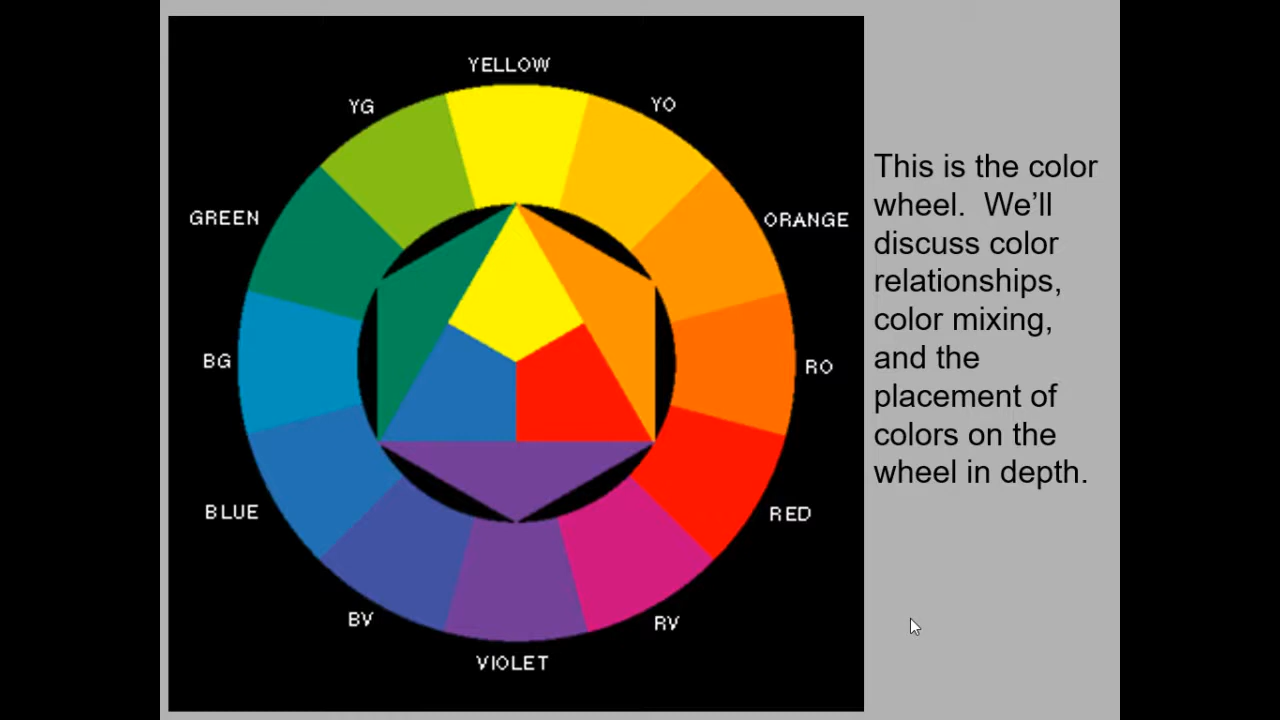 YELLOW
YG
YO
GREEN
ORANGE
BG
RO
BLUE
RED
BV
RV
VIOLET
This is the color
wheel.  We’ll
discuss color
relationships,
color mixing,
and the
placement of
colors on the
wheel in depth.